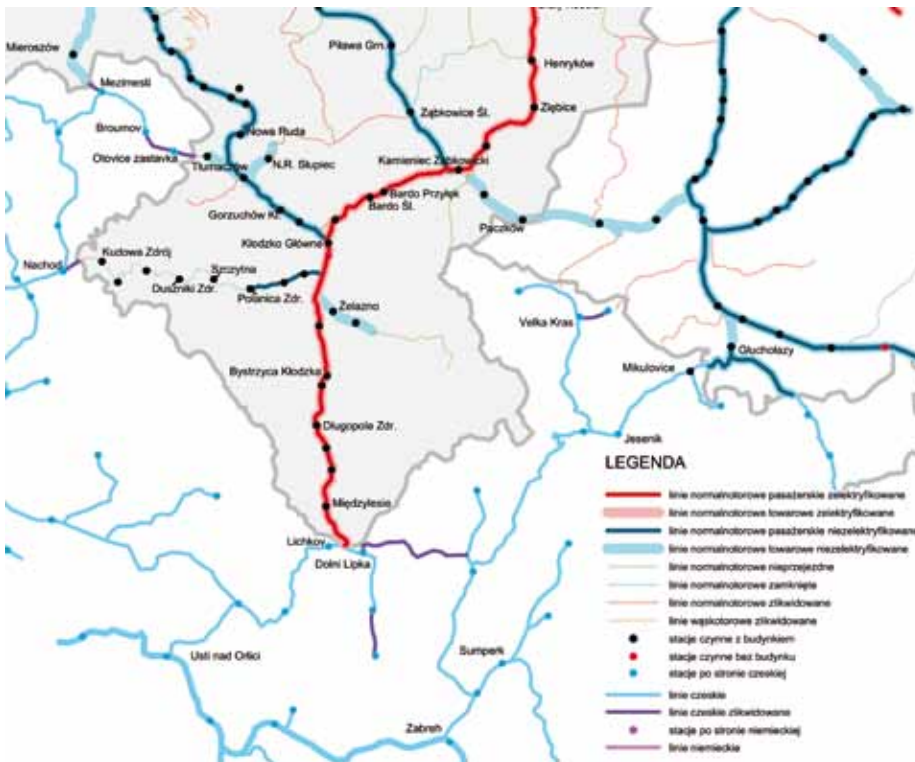 Mieroszów
Piława Grn.
Henryków
Mezimesti
Ząbkowice Śl.
Ziębice
Broumov
Nowa Ruda
Otovice zastavka
Tłumaczów
N.R. Słupiec
Kamieniec Ząbkowicki
Bardo Przyłęk
Bardo Śl.
Gorzuchów Kł.
Paczków
Kłodzko Główne
Kudowa Zdrój
Nachod
Szczytna
Duszniki Zdr.
Polanica Zdr.
Żelazno
Velka Kras
Głuchołazy
Bystrzyca Kłodzka
Mikulovice
Długopole Zdr.
Jesenik
Międzylesie
Lichkov
Dolni Lipka
Usti nad Orlici
Sumperk
Zabreh
LEGENDA
linie normalnotorowe pasażerskie zelektryfikowane
linie normalnotorowe towarowe zelektryfikowane
linie normalnotorowe pasażerskie niezelektryfikowane
linie normalnotorowe towarowe niezelektryfikowane
linie normalnotorowe nieprzejezdne
linie normalnotorowe zamknięte
linie normalnotorowe zlikwidowane
linie wąskotorowe zlikwidowane
stacje czynne z budynkiem
stacje czynne bez budynku
stacje po stronie czeskiej
linie czeskie
linie czeskie zlikwidowane
stacje po stronie niemieckiej
linie niemieckie